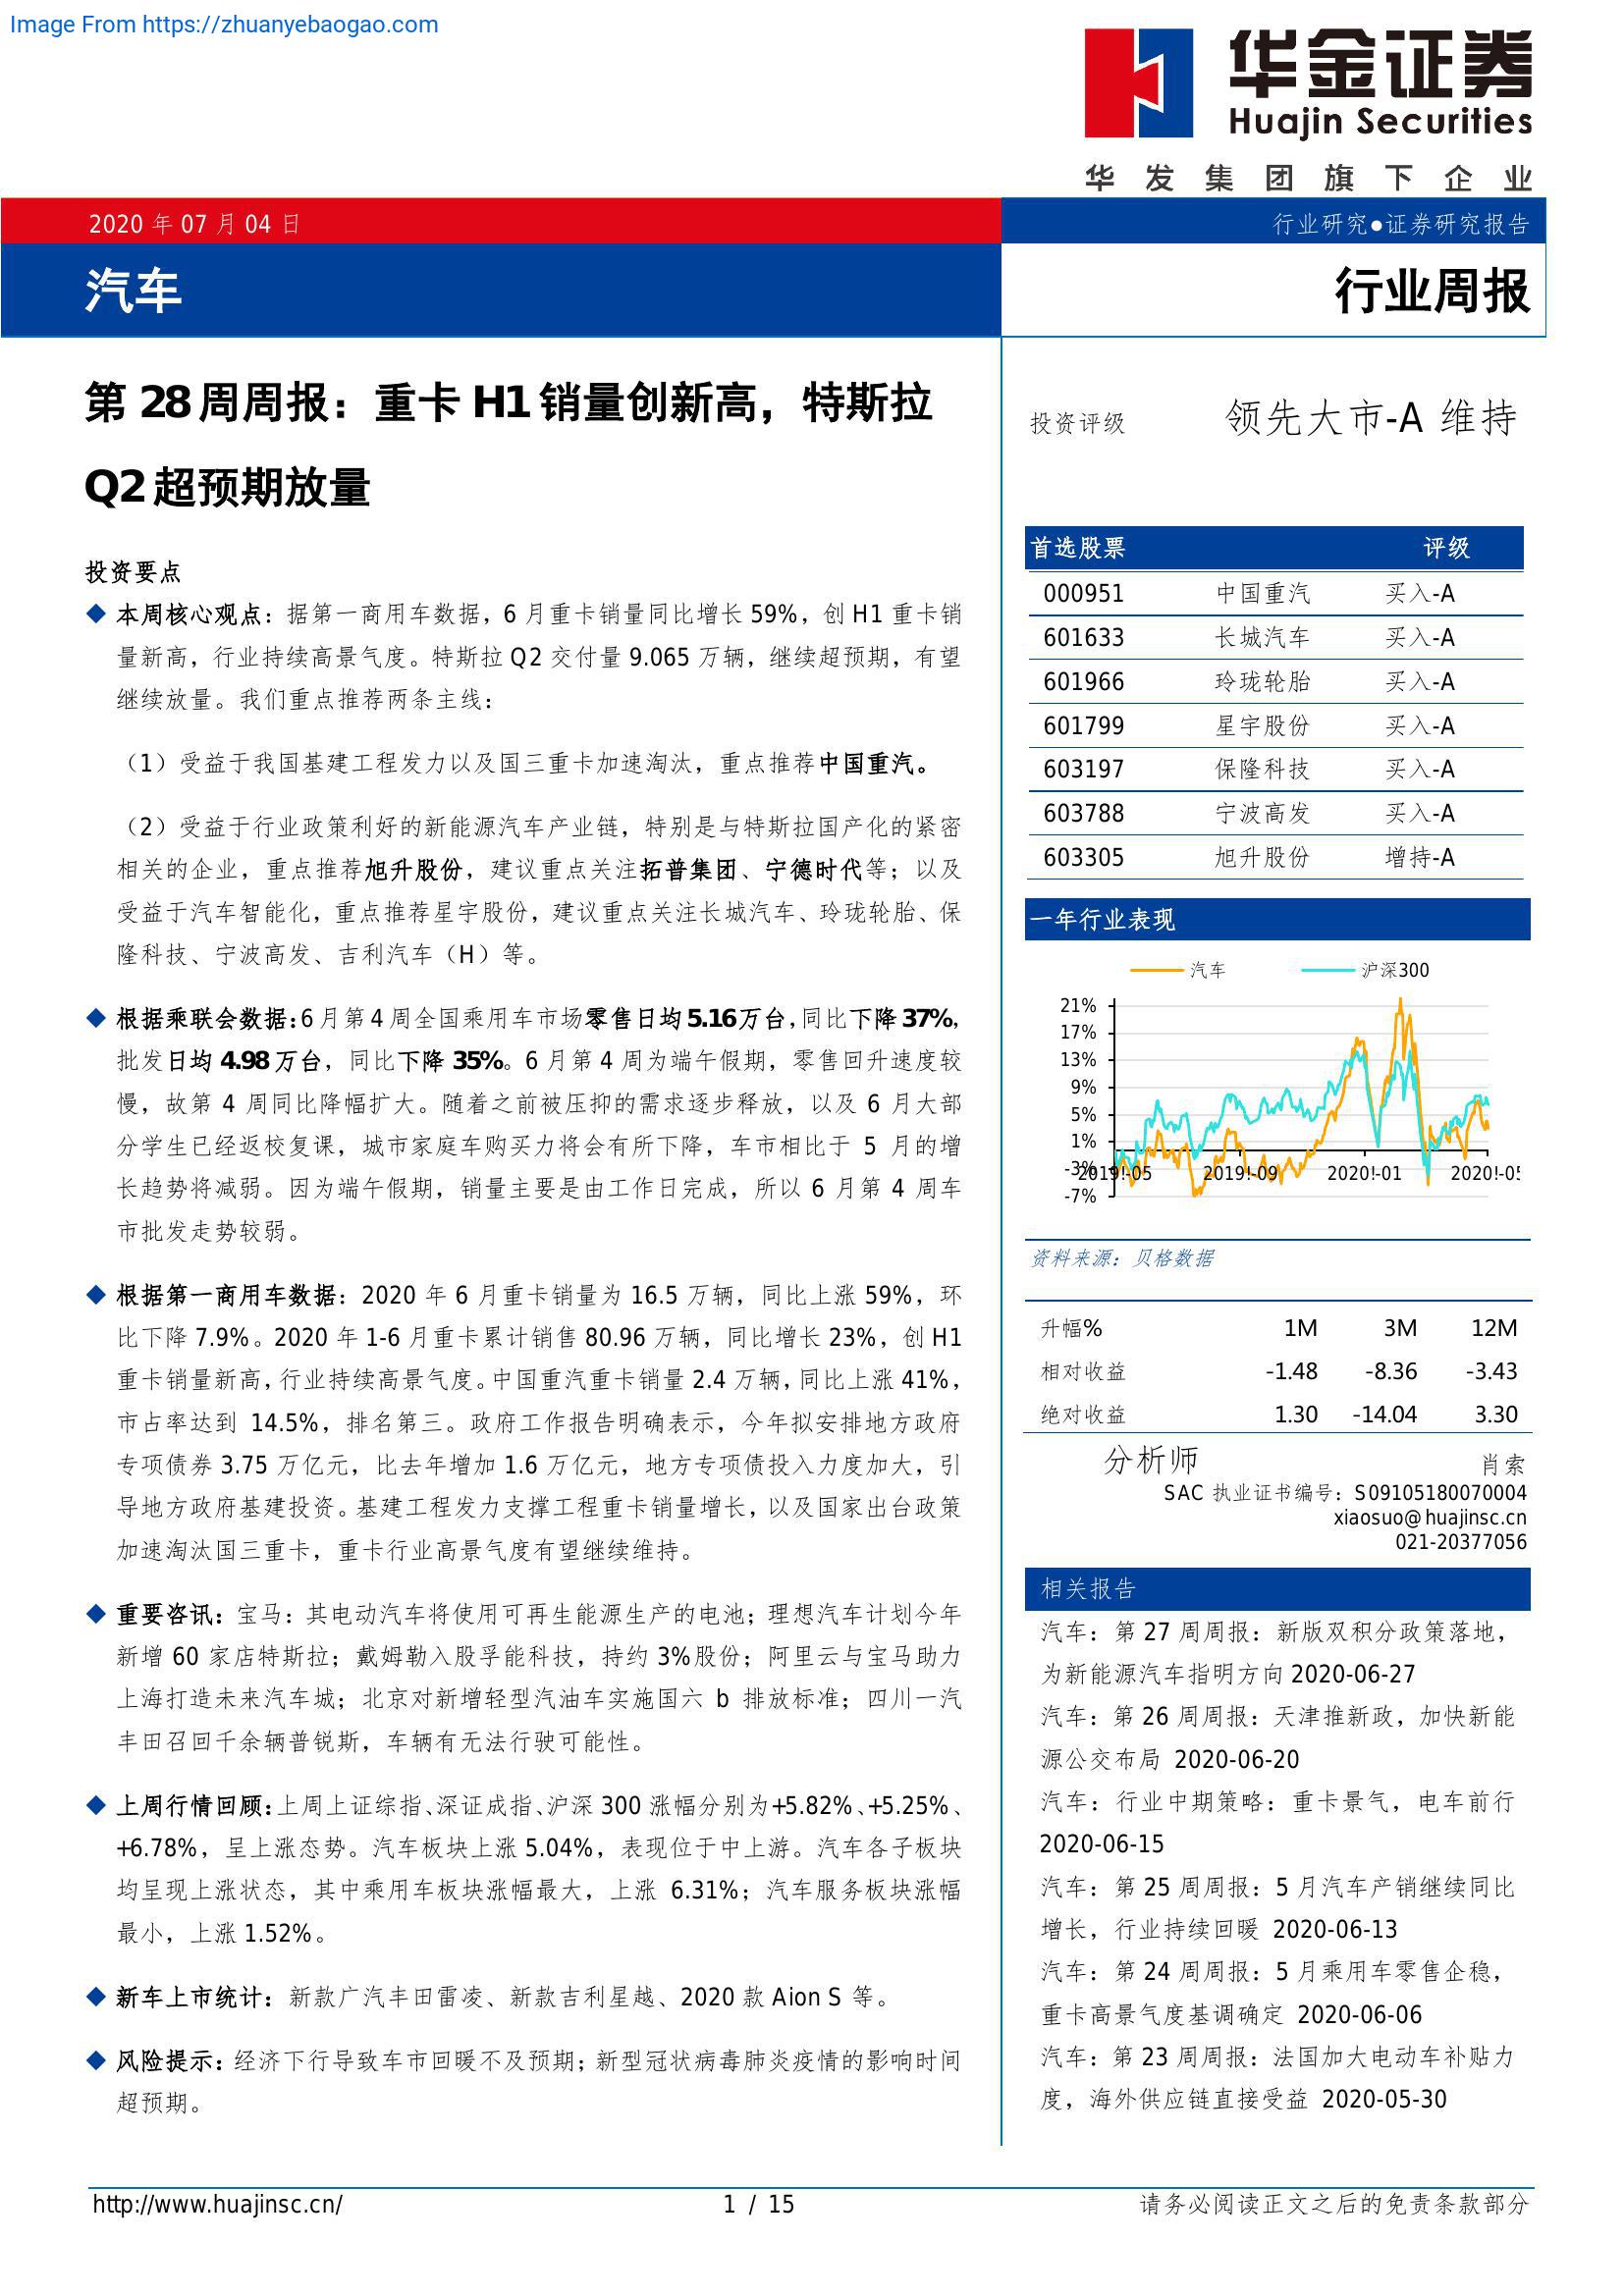 Image From https://zhuanyebaogao.com
华金证券
Huajin Securities
华发集团旗下企业
2020 年 07 月 04 日
行业研究●证券研究报告
汽车
行业周报
第 28 周周报：重卡 H1 销量创新高，特斯拉
Q2 超预期放量
投资要点
◆ 本周核心观点：据第一商用车数据，6 月重卡销量同比增长 59%，创 H1 重卡销
量新高，行业持续高景气度。特斯拉 Q2 交付量 9.065 万辆，继续超预期，有望
继续放量。我们重点推荐两条主线：
（1）受益于我国基建工程发力以及国三重卡加速淘汰，重点推荐中国重汽。
（2）受益于行业政策利好的新能源汽车产业链，特别是与特斯拉国产化的紧密
相关的企业，重点推荐旭升股份，建议重点关注拓普集团、宁德时代等；以及
受益于汽车智能化，重点推荐星宇股份，建议重点关注长城汽车、玲珑轮胎、保
隆科技、宁波高发、吉利汽车（H）等。
◆ 根据乘联会数据：6 月第 4 周全国乘用车市场零售日均 5.16 万台，同比下降 37%，
批发日均 4.98 万台，同比下降 35%。6 月第 4 周为端午假期，零售回升速度较
慢，故第 4 周同比降幅扩大。随着之前被压抑的需求逐步释放，以及 6 月大部
分学生已经返校复课，城市家庭车购买力将会有所下降，车市相比于 5 月的增
长趋势将减弱。因为端午假期，销量主要是由工作日完成，所以 6 月第 4 周车
市批发走势较弱。
◆ 根据第一商用车数据：2020 年 6 月重卡销量为 16.5 万辆，同比上涨 59%，环
比下降 7.9%。2020 年 1-6 月重卡累计销售 80.96 万辆，同比增长 23%，创 H1
重卡销量新高，行业持续高景气度。中国重汽重卡销量 2.4 万辆，同比上涨 41%，
市占率达到 14.5%，排名第三。政府工作报告明确表示，今年拟安排地方政府
专项债券 3.75 万亿元，比去年增加 1.6 万亿元，地方专项债投入力度加大，引
导地方政府基建投资。基建工程发力支撑工程重卡销量增长，以及国家出台政策
加速淘汰国三重卡，重卡行业高景气度有望继续维持。
◆ 重要咨讯：宝马：其电动汽车将使用可再生能源生产的电池；理想汽车计划今年
新增 60 家店特斯拉；戴姆勒入股孚能科技，持约 3%股份；阿里云与宝马助力
上海打造未来汽车城；北京对新增轻型汽油车实施国六 b 排放标准；四川一汽
丰田召回千余辆普锐斯，车辆有无法行驶可能性。
◆ 上周行情回顾：上周上证综指、深证成指、沪深 300 涨幅分别为+5.82%、+5.25%、
+6.78%，呈上涨态势。汽车板块上涨 5.04%，表现位于中上游。汽车各子板块
均呈现上涨状态，其中乘用车板块涨幅最大，上涨 6.31%；汽车服务板块涨幅
最小，上涨 1.52%。
◆ 新车上市统计：新款广汽丰田雷凌、新款吉利星越、2020 款 Aion S 等。
◆ 风险提示：经济下行导致车市回暖不及预期；新型冠状病毒肺炎疫情的影响时间
超预期。
投资评级 领先大市-A 维持
首选股票 评级
000951 中国重汽 买入-A
601633 长城汽车 买入-A
601966 玲珑轮胎 买入-A
601799 星宇股份 买入-A
603197 保隆科技 买入-A
603788 宁波高发 买入-A
603305 旭升股份 增持-A
一年行业表现
汽车 沪深300
21%
17%
13%
9%
5%
1%
-3%
-7%
2019!-05 2019!-09 2020!-01 2020!-05
资料来源：贝格数据
升幅% 1M 3M 12M
相对收益 -1.48 -8.36 -3.43
绝对收益 1.30 -14.04 3.30
分析师 肖索
SAC 执业证书编号：S09105180070004
xiaosuo@huajinsc.cn
021-20377056
相关报告
汽车：第 27 周周报：新版双积分政策落地，
为新能源汽车指明方向 2020-06-27
汽车：第 26 周周报：天津推新政，加快新能
源公交布局 2020-06-20
汽车：行业中期策略：重卡景气，电车前行
2020-06-15
汽车：第 25 周周报：5 月汽车产销继续同比
增长，行业持续回暖 2020-06-13
汽车：第 24 周周报：5 月乘用车零售企稳，
重卡高景气度基调确定 2020-06-06
汽车：第 23 周周报：法国加大电动车补贴力
度，海外供应链直接受益 2020-05-30
http://www.huajinsc.cn/ 1 / 15 请务必阅读正文之后的免责条款部分